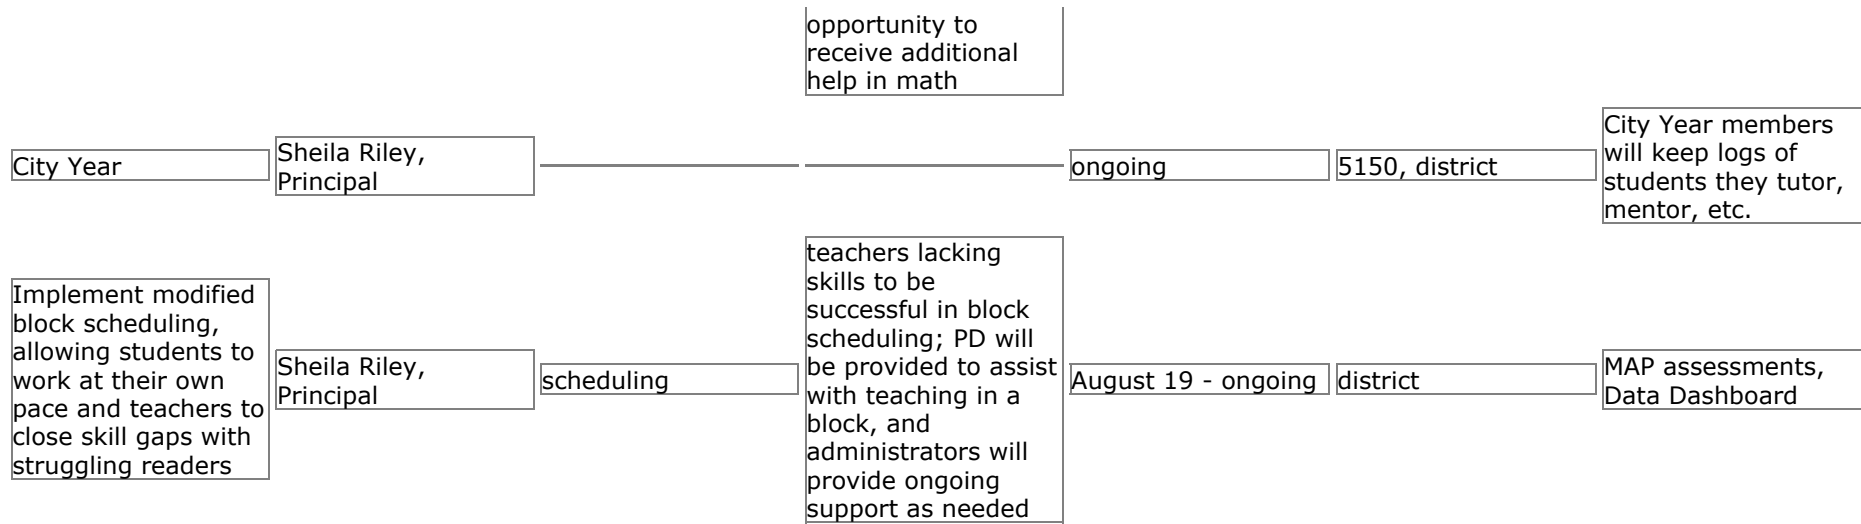 opportunity to
receive additional
help in math
City Year
Sheila Riley,
Principal
ongoing
5150, district
City Year members
will keep logs of
students they tutor,
mentor, etc.
Implement modified
block scheduling,
allowing students to
work at their own
pace and teachers to
close skill gaps with
struggling readers
Sheila Riley,
Principal
scheduling
teachers lacking
skills to be
successful in block
scheduling; PD will
be provided to assist
with teaching in a
block, and
administrators will
provide ongoing
support as needed
August 19 - ongoing
district
MAP assessments,
Data Dashboard